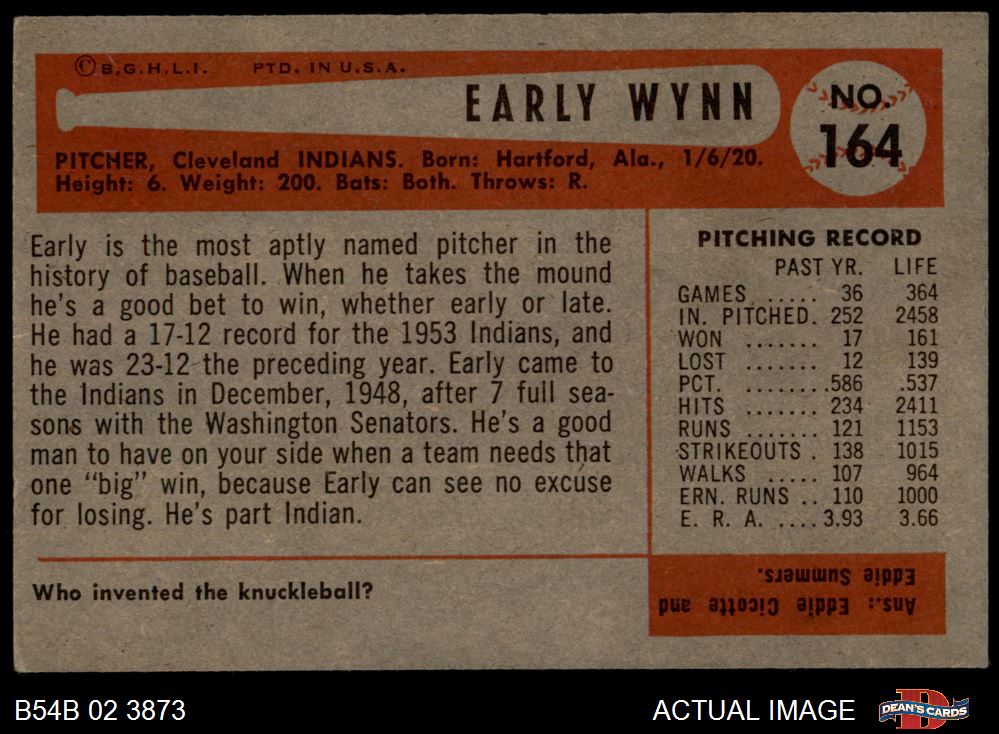 © B.G.H.L.I. PTD. IN U.S.A.
EARLY WYNN
NO.
164
PITCHER, Cleveland INDIANS. Born: Hartford, Ala., 1/6/20.
Height: 6. Weight: 200. Bats: Both. Throws: R.
Early is the most aptly named pitcher in the
history of baseball. When he takes the mound
he's a good bet to win, whether early or late.
He had a 17-12 record for the 1953 Indians, and
he was 23-12 the preceding year. Early came to
the Indians in December, 1948, after 7 full sea-
sons with the Washington Senators. He's a good
man to have on your side when a team needs that
one "big" win, because Early can see no excuse
for losing. He's part Indian.
PITCHING RECORD
PAST YR. LIFE
GAMES ..... 36 364
IN. PITCHED. 252 2458
WON ....... 17 161
LOST ....... 12 139
PCT. ....... .586 .537
HITS ....... 234 2411
RUNS ....... 121 1153
STRIKEOUTS . 138 1015
WALKS ..... 107 964
ERN. RUNS .. 110 1000
E. R. A. .... 3.93 3.66
Who invented the knuckleball?
Ans.: Eddie Cicotte and
Eddie Summers.
B54B 02 3873
ACTUAL IMAGE
D
DEAN'S CARDS